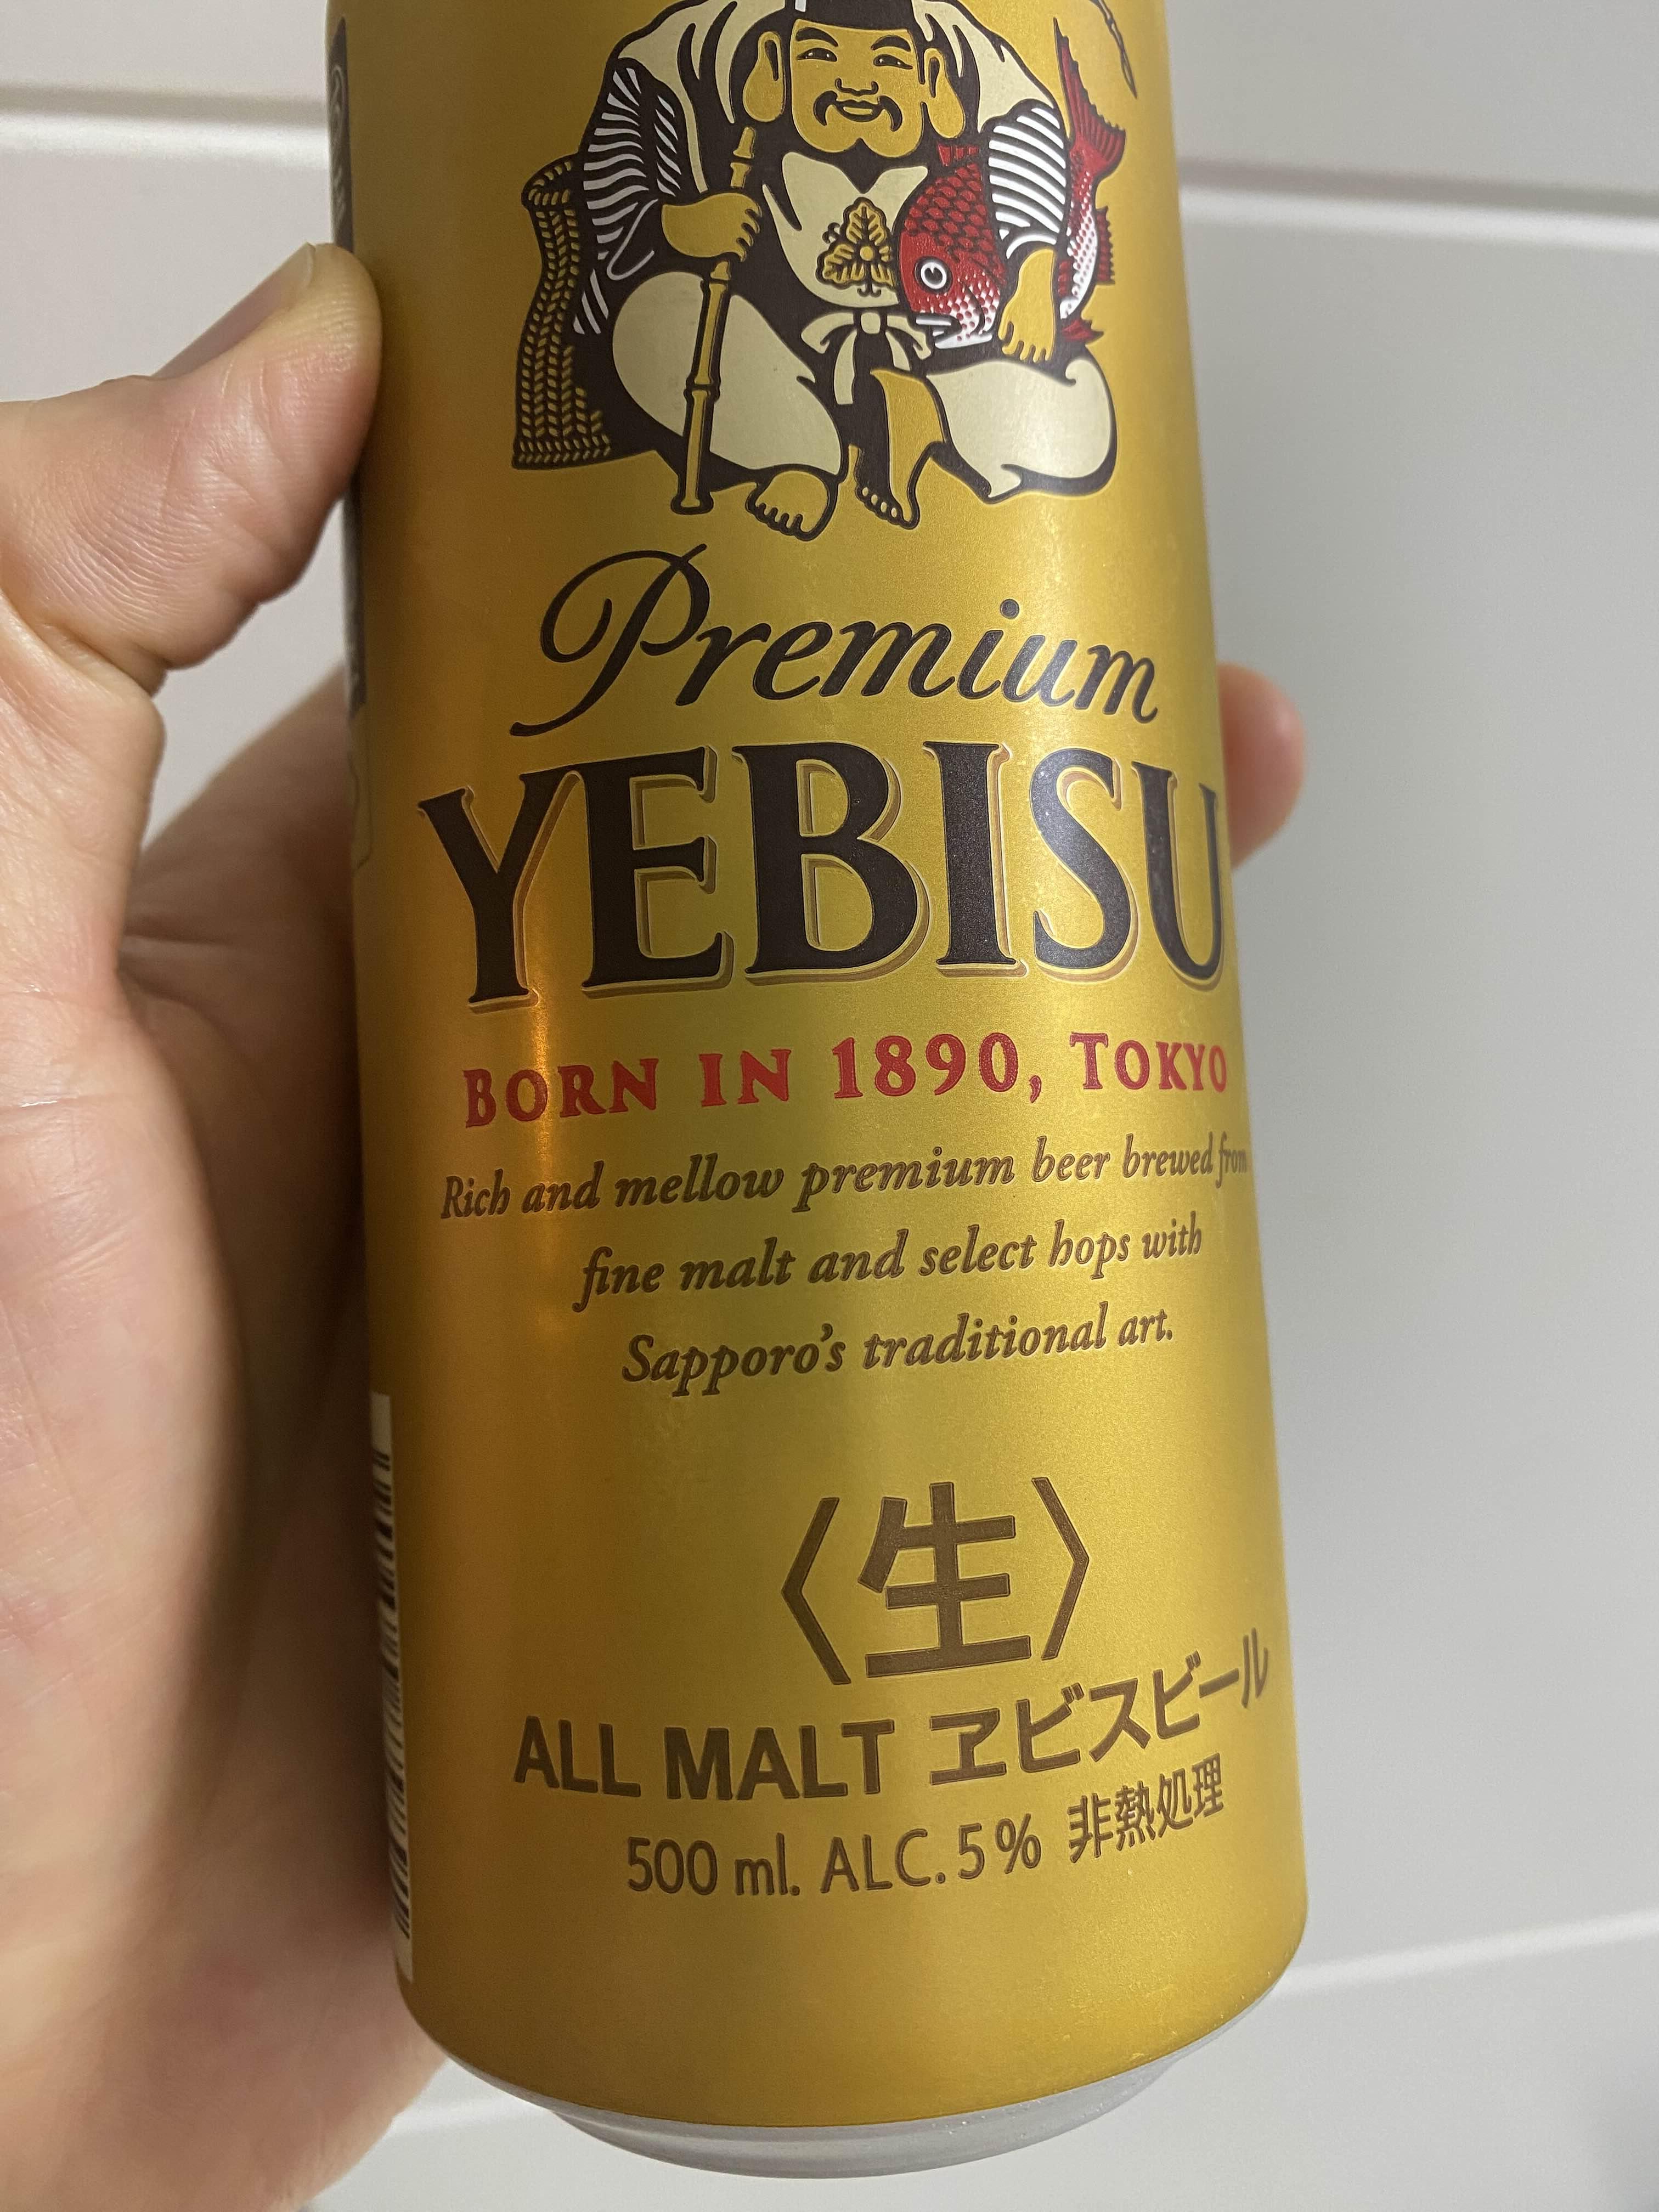 Premium
YEBISU
BORN IN 1890, TOKYO
Rich and mellow premium beer brewed from
fine malt and select hops with
Sapporo's traditional art.
〈生〉
ALL MALT ヱビスビール
500 ml. ALC. 5% 非熱処理